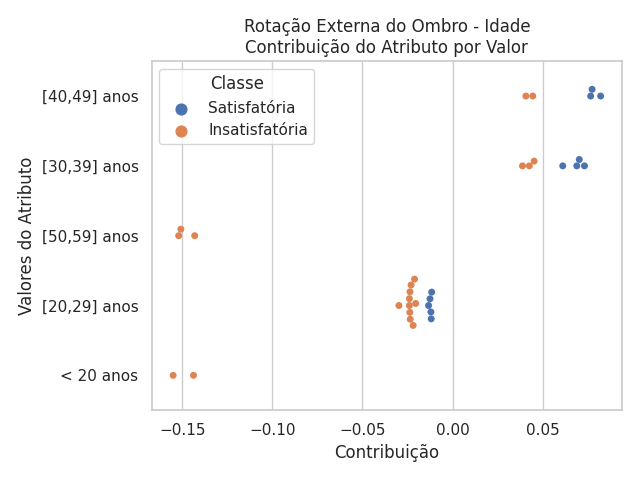 Rotação Externa do Ombro - Idade
Contribuição do Atributo por Valor
Classe
Satisfatória
Insatisfatória
Valores do Atributo
[40,49] anos
[30,39] anos
[50,59] anos
[20,29] anos
< 20 anos
−0.15 −0.10 −0.05 0.00 0.05
Contribuição